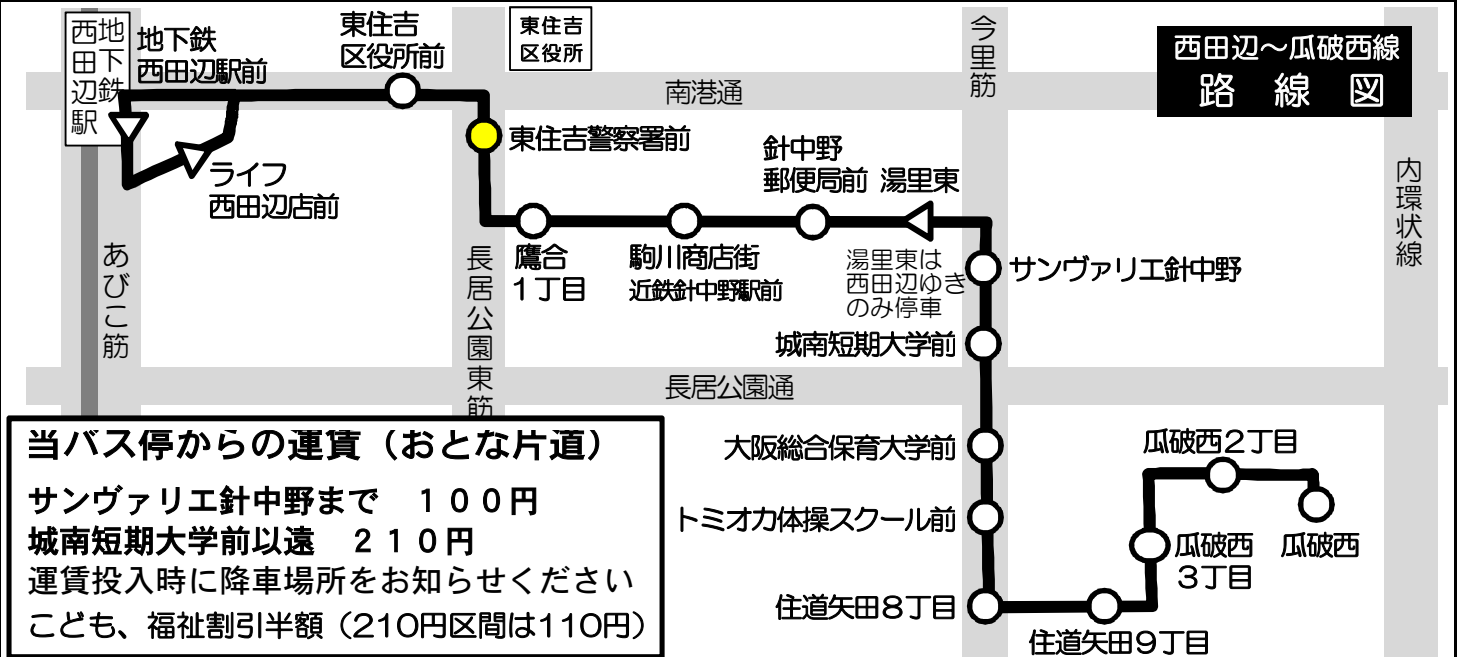 地下鉄
西田辺駅
地下鉄
西田辺駅前
東住吉
区役所前
東住吉
区役所
今里筋
西田辺～瓜破西線
路線図
南港通
東住吉警察署前
ライフ
西田辺店前
針中野
郵便局前
湯里東
内環状線
あびこ筋
長居公園東筋
鷹合
１丁目
駒川商店街
近鉄針中野駅前
湯里東は
西田辺ゆき
のみ停車
サンヴァリエ針中野
城南短期大学前
長居公園通
当バス停からの運賃（おとな片道）
サンヴァリエ針中野まで　１００円
城南短期大学前以遠　２１０円
運賃投入時に降車場所をお知らせください
こども、福祉割引半額（210円区間は110円）
大阪総合保育大学前
トミオカ体操スクール前
住道矢田８丁目
住道矢田９丁目
瓜破西２丁目
瓜破西
３丁目
瓜破西